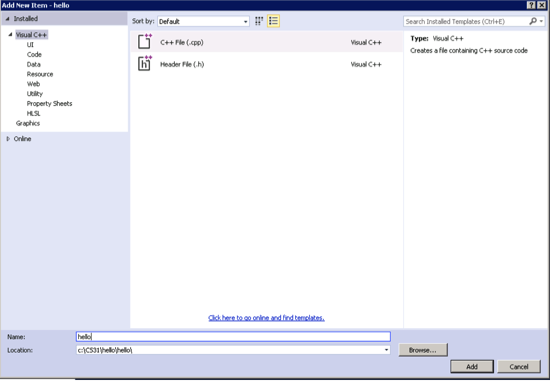 Add New Item - hello
Installed
Sort by: Default
Search Installed Templates (Ctrl+E)
Visual C++
UI
Code
Data
Resource
Web
Utility
Property Sheets
HLSL
Graphics
Online
C++ File (.cpp) Visual C++
Header File (.h) Visual C++
Type: Visual C++
Creates a file containing C++ source code
Click here to go online and find templates.
Name: hello
Location: c:\CS31\hello\hello\
Browse...
Add Cancel